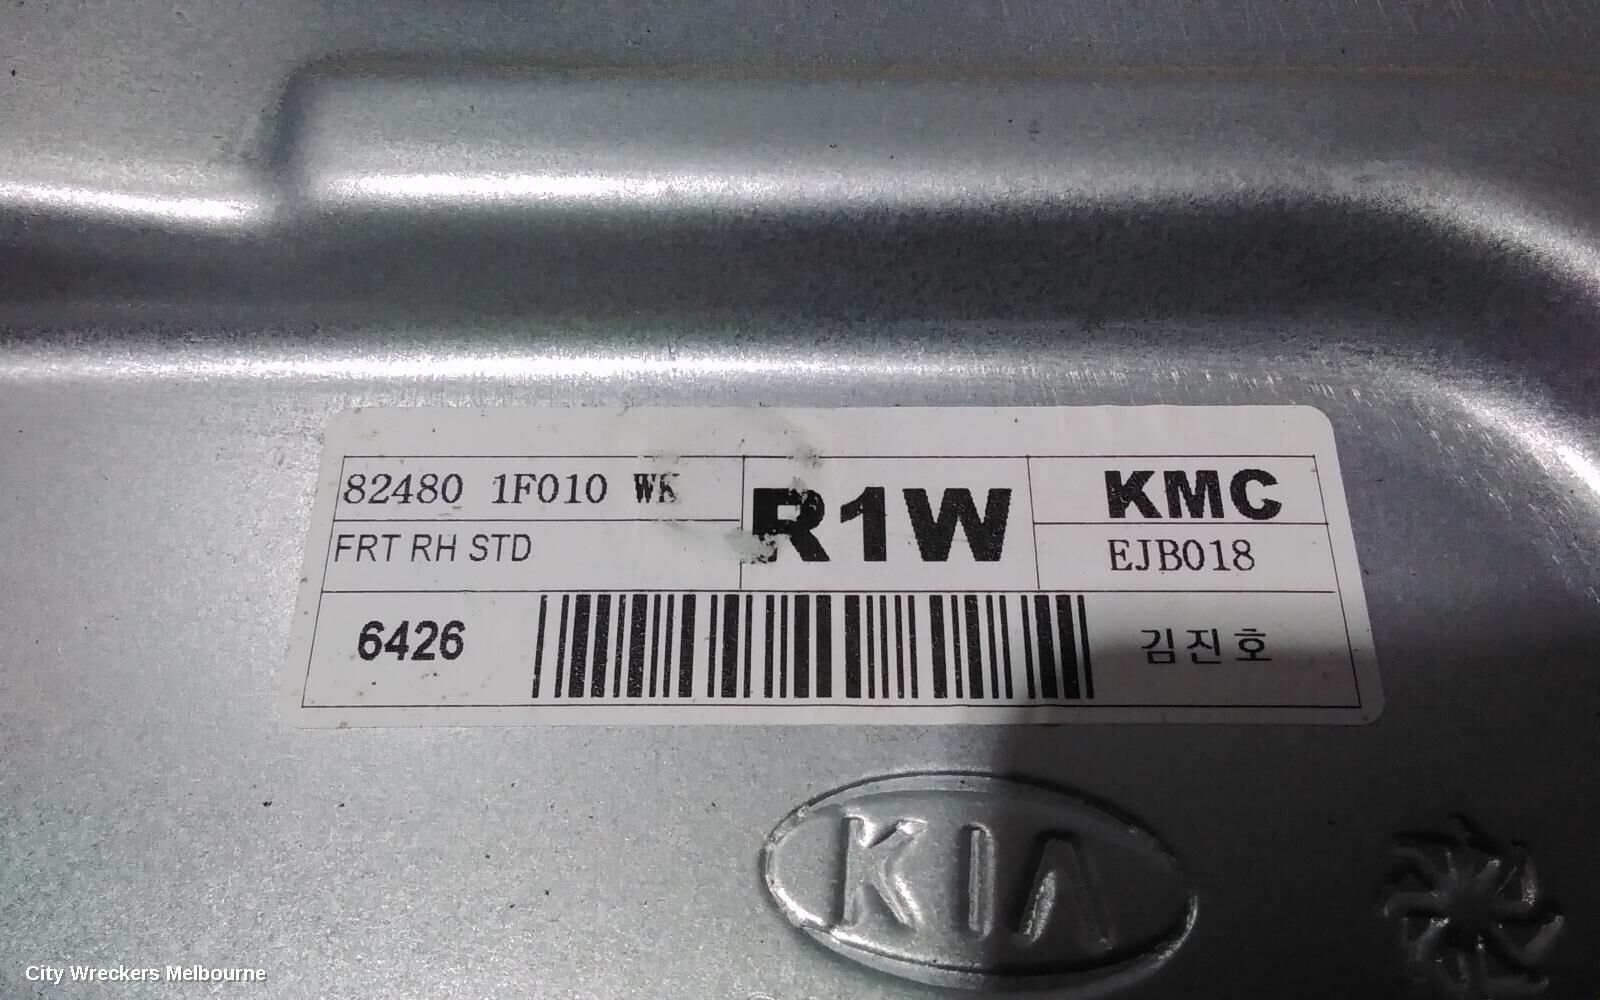 82480 1F010 WK
FRT RH STD
R1W
KMC
EJB018
6426
김진호
KIA
City Wreckers Melbourne